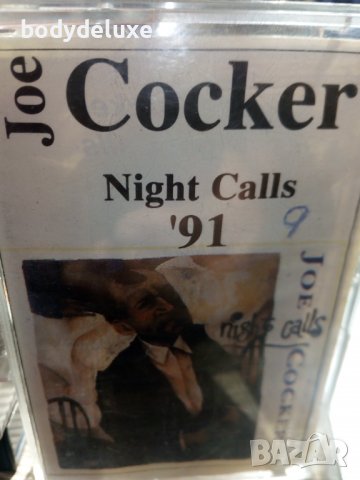 bodydeluxe
Joe
Cocker
Night Calls
'91
9
night calls
JOE COCKER
BAZAR